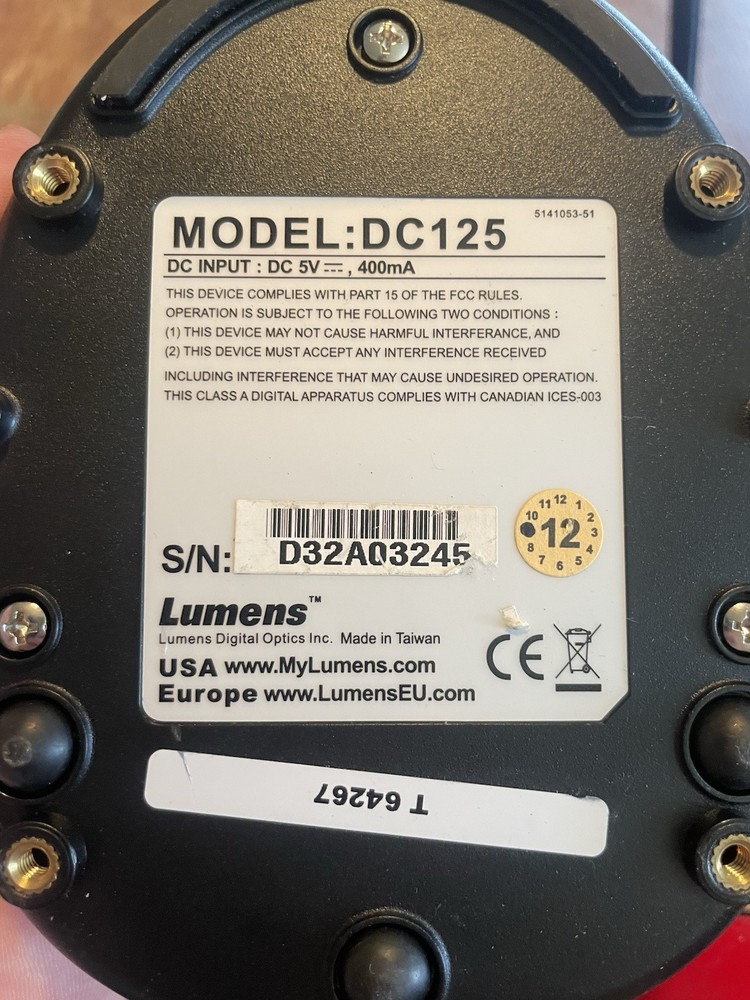 5141053-51
MODEL:DC125
DC INPUT : DC 5V ⎓ , 400mA
THIS DEVICE COMPLIES WITH PART 15 OF THE FCC RULES.
OPERATION IS SUBJECT TO THE FOLLOWING TWO CONDITIONS :
(1) THIS DEVICE MAY NOT CAUSE HARMFUL INTERFERANCE, AND
(2) THIS DEVICE MUST ACCEPT ANY INTERFERENCE RECEIVED
INCLUDING INTERFERENCE THAT MAY CAUSE UNDESIRED OPERATION.
THIS CLASS A DIGITAL APPARATUS COMPLIES WITH CANADIAN ICES-003
S/N: D32A03245
12 1 2 3 4 5 6 7 8 10 11
12
Lumens™
Lumens Digital Optics Inc. Made in Taiwan
USA www.MyLumens.com
Europe www.LumensEU.com
CE
T 64267